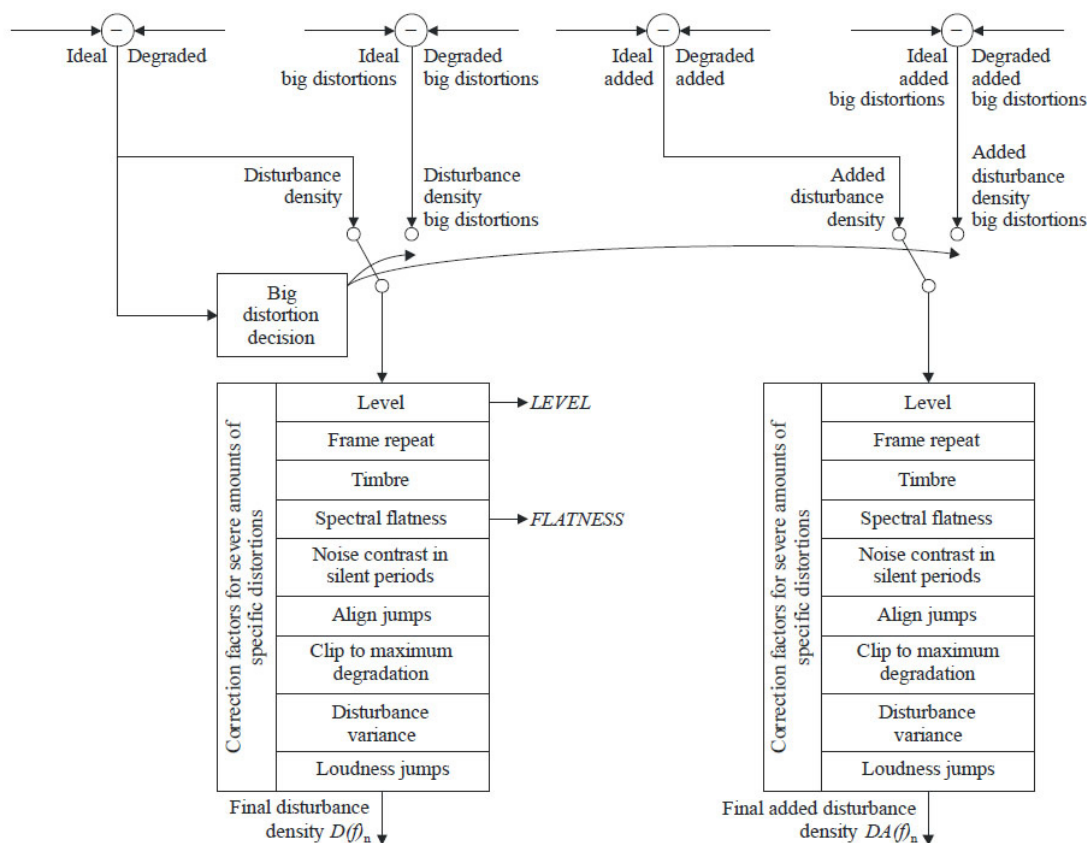 − − − −
Ideal Degraded
Ideal
big distortions
Degraded
big distortions
Ideal
added
Degraded
added
Ideal
added
big distortions
Degraded
added
big distortions
Disturbance
density
Disturbance
density
big distortions
Added
disturbance
density
Added
disturbance
density
big distortions
Big
distortion
decision
Correction factors for severe amounts of
specific distortions
Level
Frame repeat
Timbre
Spectral flatness
Noise contrast in
silent periods
Align jumps
Clip to maximum
degradation
Disturbance
variance
Loudness jumps
LEVEL
FLATNESS
Correction factors for severe amounts of
specific distortions
Level
Frame repeat
Timbre
Spectral flatness
Noise contrast in
silent periods
Align jumps
Clip to maximum
degradation
Disturbance
variance
Loudness jumps
Final disturbance
density D(f)n
Final added disturbance
density DA(f)n